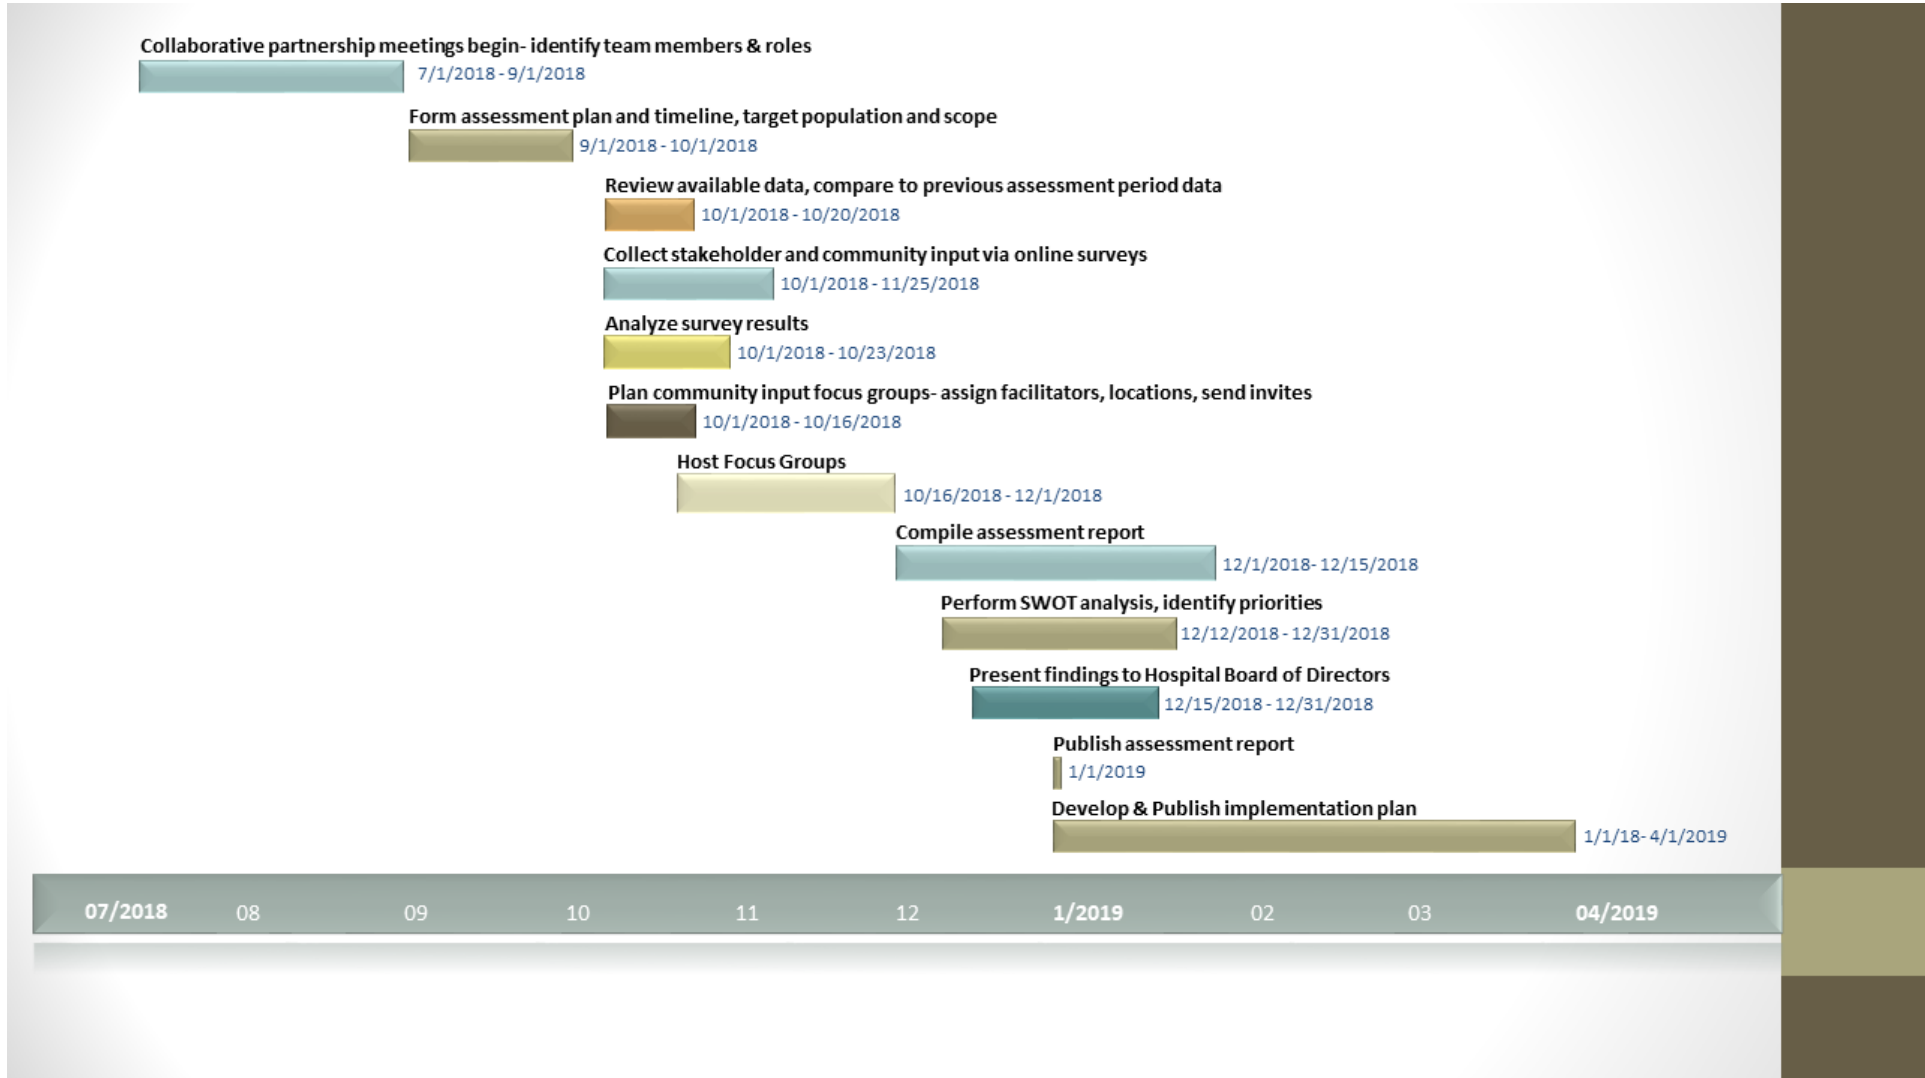 Collaborative partnership meetings begin- identify team members & roles
7/1/2018 - 9/1/2018
Form assessment plan and timeline, target population and scope
9/1/2018 - 10/1/2018
Review available data, compare to previous assessment period data
10/1/2018 - 10/20/2018
Collect stakeholder and community input via online surveys
10/1/2018 - 11/25/2018
Analyze survey results
10/1/2018 - 10/23/2018
Plan community input focus groups- assign facilitators, locations, send invites
10/1/2018 - 10/16/2018
Host Focus Groups
10/16/2018 - 12/1/2018
Compile assessment report
12/1/2018- 12/15/2018
Perform SWOT analysis, identify priorities
12/12/2018 - 12/31/2018
Present findings to Hospital Board of Directors
12/15/2018 - 12/31/2018
Publish assessment report
1/1/2019
Develop & Publish implementation plan
1/1/18- 4/1/2019
07/2018 08 09 10 11 12 1/2019 02 03 04/2019